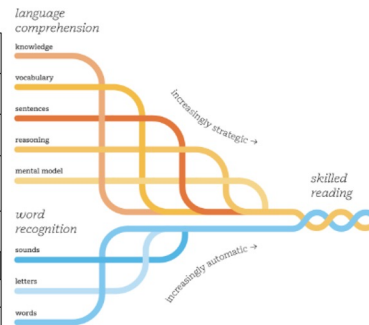 language
comprehension
knowledge
vocabulary
sentences
reasoning
mental model
increasingly strategic →
skilled
reading
word
recognition
sounds
letters
words
increasingly automatic →